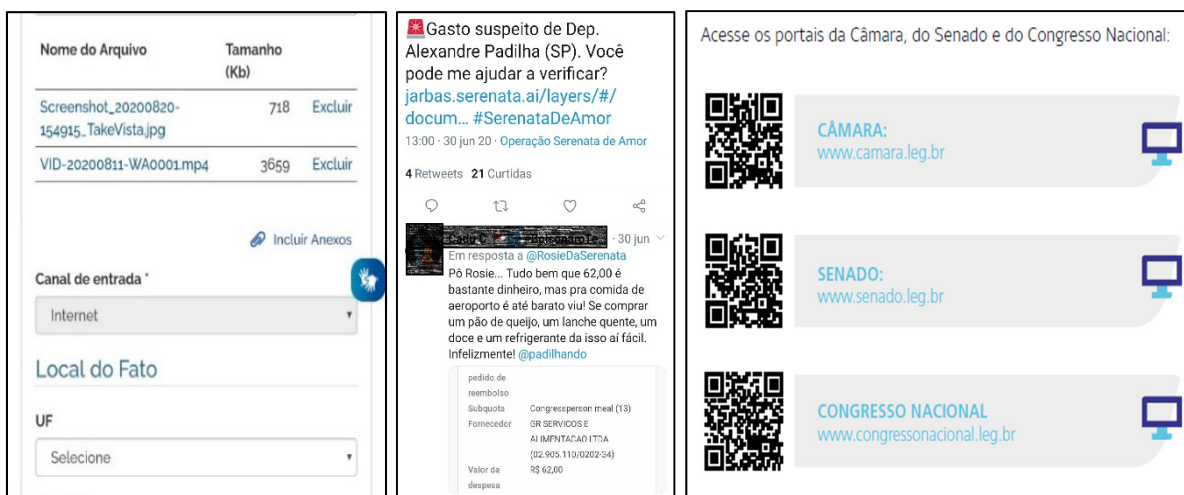 Nome do Arquivo
Tamanho
(Kb)
Screenshot_20200820-
154915_TakeVista.jpg
718
Excluir
VID-20200811-WA0001.mp4
3659
Excluir
Incluir Anexos
Canal de entrada *
Internet
Local do Fato
UF
Selecione
🚨Gasto suspeito de Dep.
Alexandre Padilha (SP). Você
pode me ajudar a verificar?
jarbas.serenata.ai/layers/#/
docum... #SerenataDeAmor
13:00 · 30 jun 20 · Operação Serenata de Amor
4 Retweets 21 Curtidas
· 30 jun
Em resposta a @RosieDaSerenata
Pô Rosie... Tudo bem que 62,00 é
bastante dinheiro, mas pra comida de
aeroporto é até barato viu! Se comprar
um pão de queijo, um lanche quente, um
doce e um refrigerante da isso aí fácil.
Infelizmente! @padilhando
pedido de
reembolso
Subquota
Congressperson meal (13)
Fornecedor
GR SERVICOS E
ALIMENTACAO LTDA
(02.905.110/0202-34)
Valor da
despesa
R$ 62,00
Acesse os portais da Câmara, do Senado e do Congresso Nacional:
CÂMARA:
www.camara.leg.br
SENADO:
www.senado.leg.br
CONGRESSO NACIONAL
www.congressonacional.leg.br